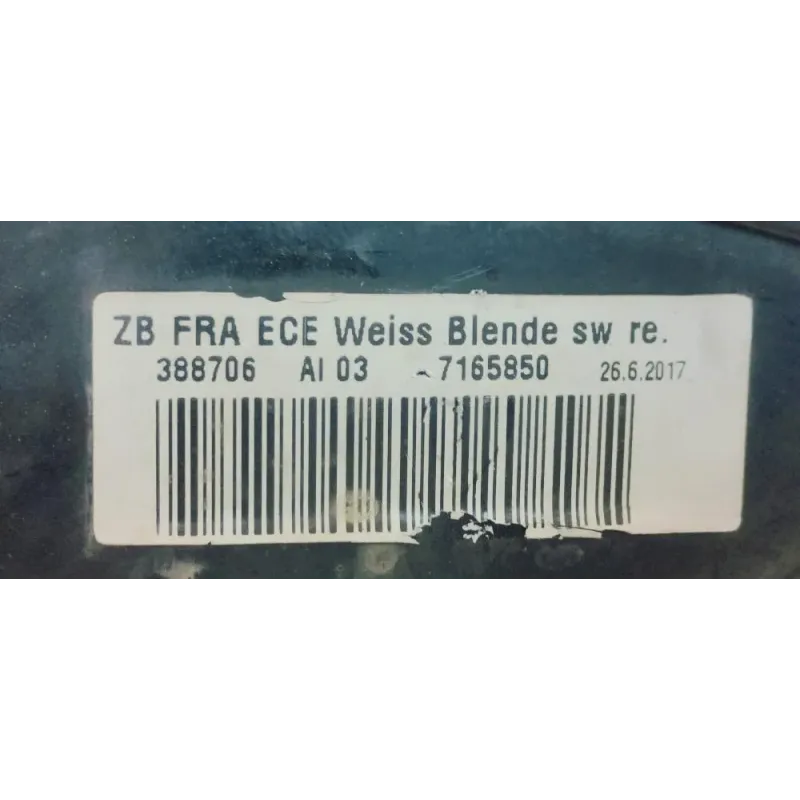 ZB FRA ECE Weiss Blende sw re.
388706 AI 03 -7165850 26.6.2017